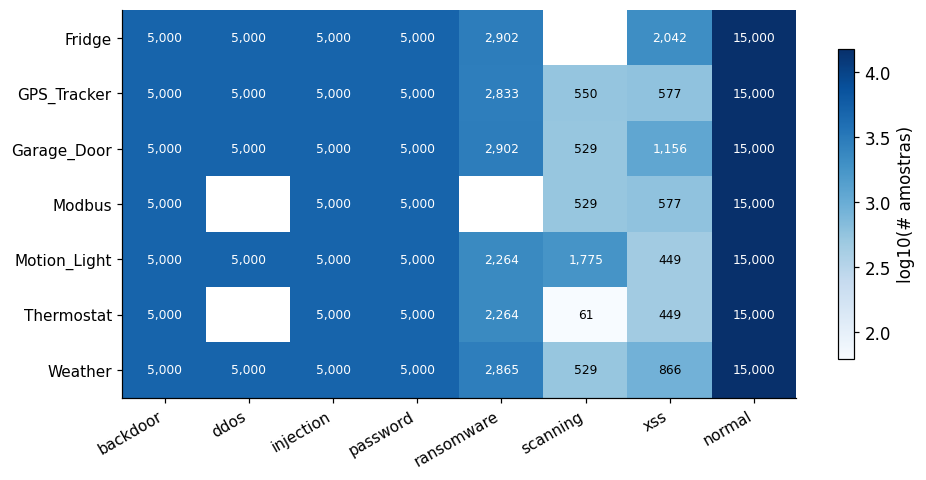 Fridge 5,000 5,000 5,000 5,000 2,902 2,042 15,000
GPS_Tracker 5,000 5,000 5,000 5,000 2,833 550 577 15,000
Garage_Door 5,000 5,000 5,000 5,000 2,902 529 1,156 15,000
Modbus 5,000 5,000 5,000 529 577 15,000
Motion_Light 5,000 5,000 5,000 5,000 2,264 1,775 449 15,000
Thermostat 5,000 5,000 5,000 2,264 61 449 15,000
Weather 5,000 5,000 5,000 5,000 2,865 529 866 15,000
backdoor ddos injection password ransomware scanning xss normal
4.0
3.5
3.0
2.5
2.0
log10(# amostras)